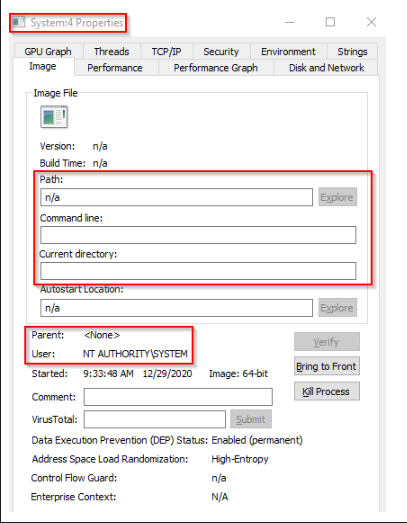 System:4 Properties
GPU Graph Threads TCP/IP Security Environment Strings
Image Performance Performance Graph Disk and Network
Image File
Version: n/a
Build Time: n/a
Path:
n/a Explore
Command line:
Current directory:
Autostart Location:
n/a Explore
Parent: <None> Verify
User: NT AUTHORITY\SYSTEM
Started: 9:33:48 AM 12/29/2020 Image: 64-bit Bring to Front
Comment: Kill Process
VirusTotal: Submit
Data Execution Prevention (DEP) Status: Enabled (permanent)
Address Space Load Randomization: High-Entropy
Control Flow Guard: n/a
Enterprise Context: N/A